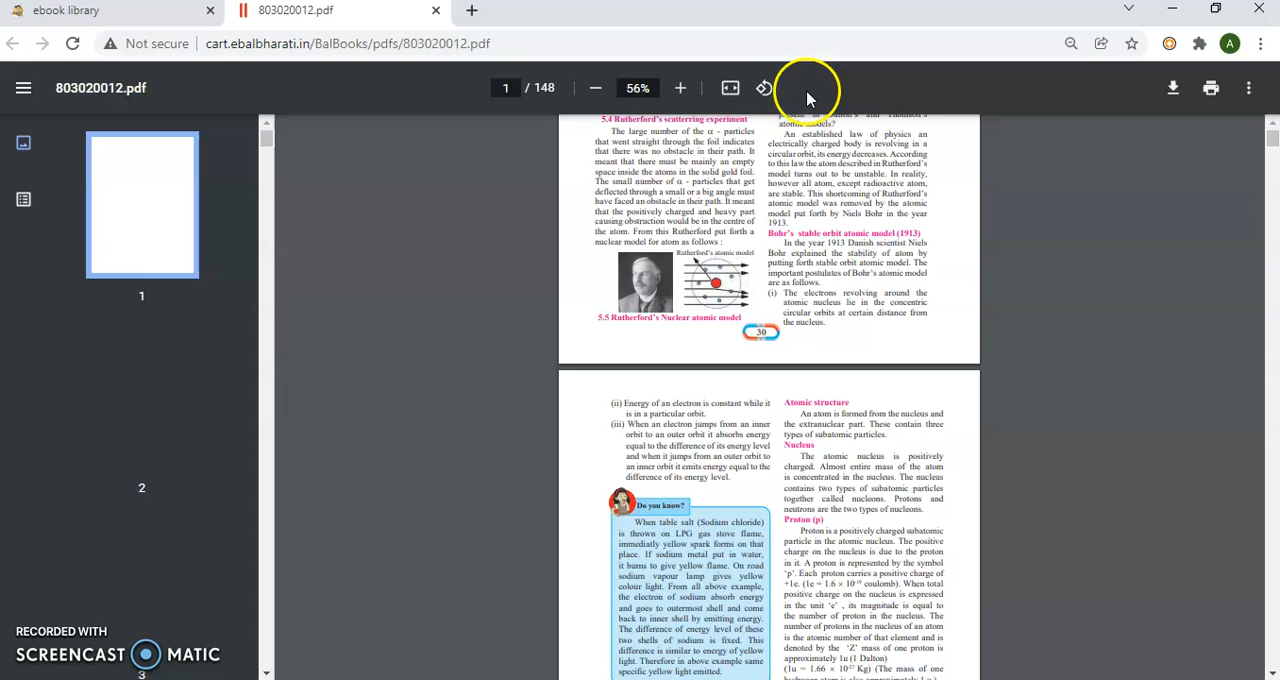 ebook library
803020012.pdf
Not secure
cart.ebalbharati.in/BalBooks/pdfs/803020012.pdf
A
803020012.pdf
1 / 148
56%
1
2
3
RECORDED WITH
SCREENCAST MATIC
5.4 Rutherford's scatterring experiment
The large number of the α - particles
that went straight through the foil indicates
that there was no obstacle in their path. It
meant that there must be mainly an empty
space inside the atoms in the solid gold foil.
The small number of α - particles that get
deflected through a small or a big angle must
have faced an obstacle in their path. It meant
that the positively charged and heavy part
causing obstruction would be in the centre of
the atom. From this Rutherford put forth a
nuclear model for atom as follows :
Rutherford's atomic model
5.5 Rutherford's Nuclear atomic model
atomic models?
An established law of physics an
electrically charged body is revolving in a
circular orbit, its energy decreases. According
to this law the atom described in Rutherford's
model turns out to be unstable. In reality,
however all atom, except radioactive atom,
are stable. This shortcoming of Rutherford's
atomic model was removed by the atomic
model put forth by Niels Bohr in the year
1913.
Bohr's stable orbit atomic model (1913)
In the year 1913 Danish scientist Niels
Bohr explained the stability of atom by
putting forth stable orbit atomic model. The
important postulates of Bohr's atomic model
are as follows.
(i) The electrons revolving around the
atomic nucleus lie in the concentric
circular orbits at certain distance from
the nucleus.
30
(ii) Energy of an electron is constant while it
is in a particular orbit.
(iii) When an electron jumps from an inner
orbit to an outer orbit it absorbs energy
equal to the difference of its energy level
and when it jumps from an outer orbit to
an inner orbit it emits energy equal to the
difference of its energy level.
Do you know?
When table salt (Sodium chloride)
is thrown on LPG gas stove flame,
immediatly yellow spark forms on that
place. If sodium metal put in water,
it burns to give yellow flame. On road
sodium vapour lamp gives yellow
colour light. From all above example,
the electron of sodium absorb energy
and goes to outermost shell and come
back to inner shell by emitting energy.
The difference of energy level of these
two shells of sodium is fixed. This
difference is similar to energy of yellow
light. Therefore in above example same
specific yellow light emitted.
Atomic structure
An atom is formed from the nucleus and
the extranuclear part. These contain three
types of subatomic particles.
Nucleus
The atomic nucleus is positively
charged. Almost entire mass of the atom
is concentrated in the nucleus. The nucleus
contains two types of subatomic particles
together called nucleons. Protons and
neutrons are the two types of nucleons.
Proton (p)
Proton is a positively charged subatomic
particle in the atomic nucleus. The positive
charge on the nucleus is due to the proton
in it. A proton is represented by the symbol
'p'. Each proton carries a positive charge of
+1e. (1e = 1.6 × 10⁻¹⁹ coulomb). When total
positive charge on the nucleus is expressed
in the unit 'e' , its magnitude is equal to
the number of proton in the nucleus. The
number of protons in the nucleus of an atom
is the atomic number of that element and is
denoted by the 'Z' mass of one proton is
approximately 1u (1 Dalton)
(1u = 1.66 × 10⁻²⁷ Kg) (The mass of one